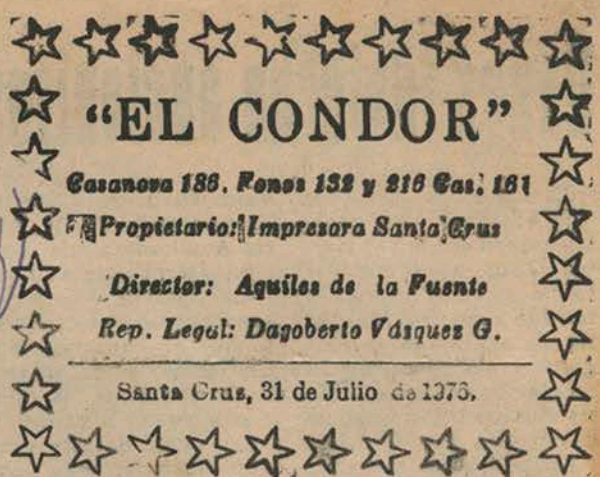 “EL CONDOR”
Casanova 186. Fonos 132 y 216 Cas. 161
Propietario: Impresora Santa Cruz
Director: Aquiles de la Fuente
Rep. Legal: Dagoberto Vásquez G.
Santa Cruz, 31 de Julio de